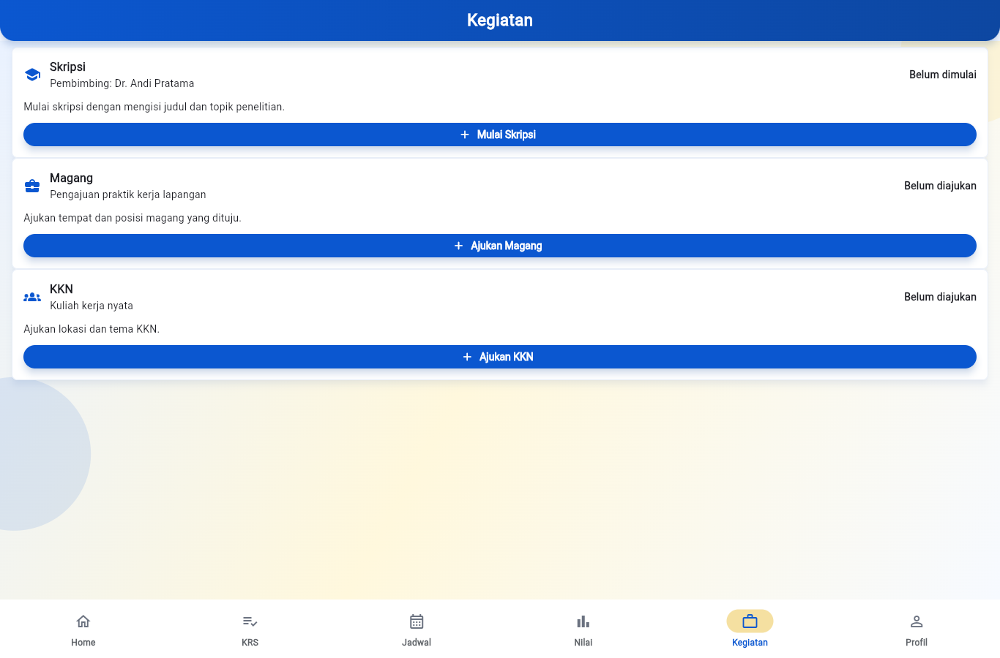 Kegiatan
Skripsi
Pembimbing: Dr. Andi Pratama
Belum dimulai
Mulai skripsi dengan mengisi judul dan topik penelitian.
Mulai Skripsi
Magang
Pengajuan praktik kerja lapangan
Belum diajukan
Ajukan tempat dan posisi magang yang dituju.
Ajukan Magang
KKN
Kuliah kerja nyata
Belum diajukan
Ajukan lokasi dan tema KKN.
Ajukan KKN
Home
KRS
Jadwal
Nilai
Kegiatan
Profil